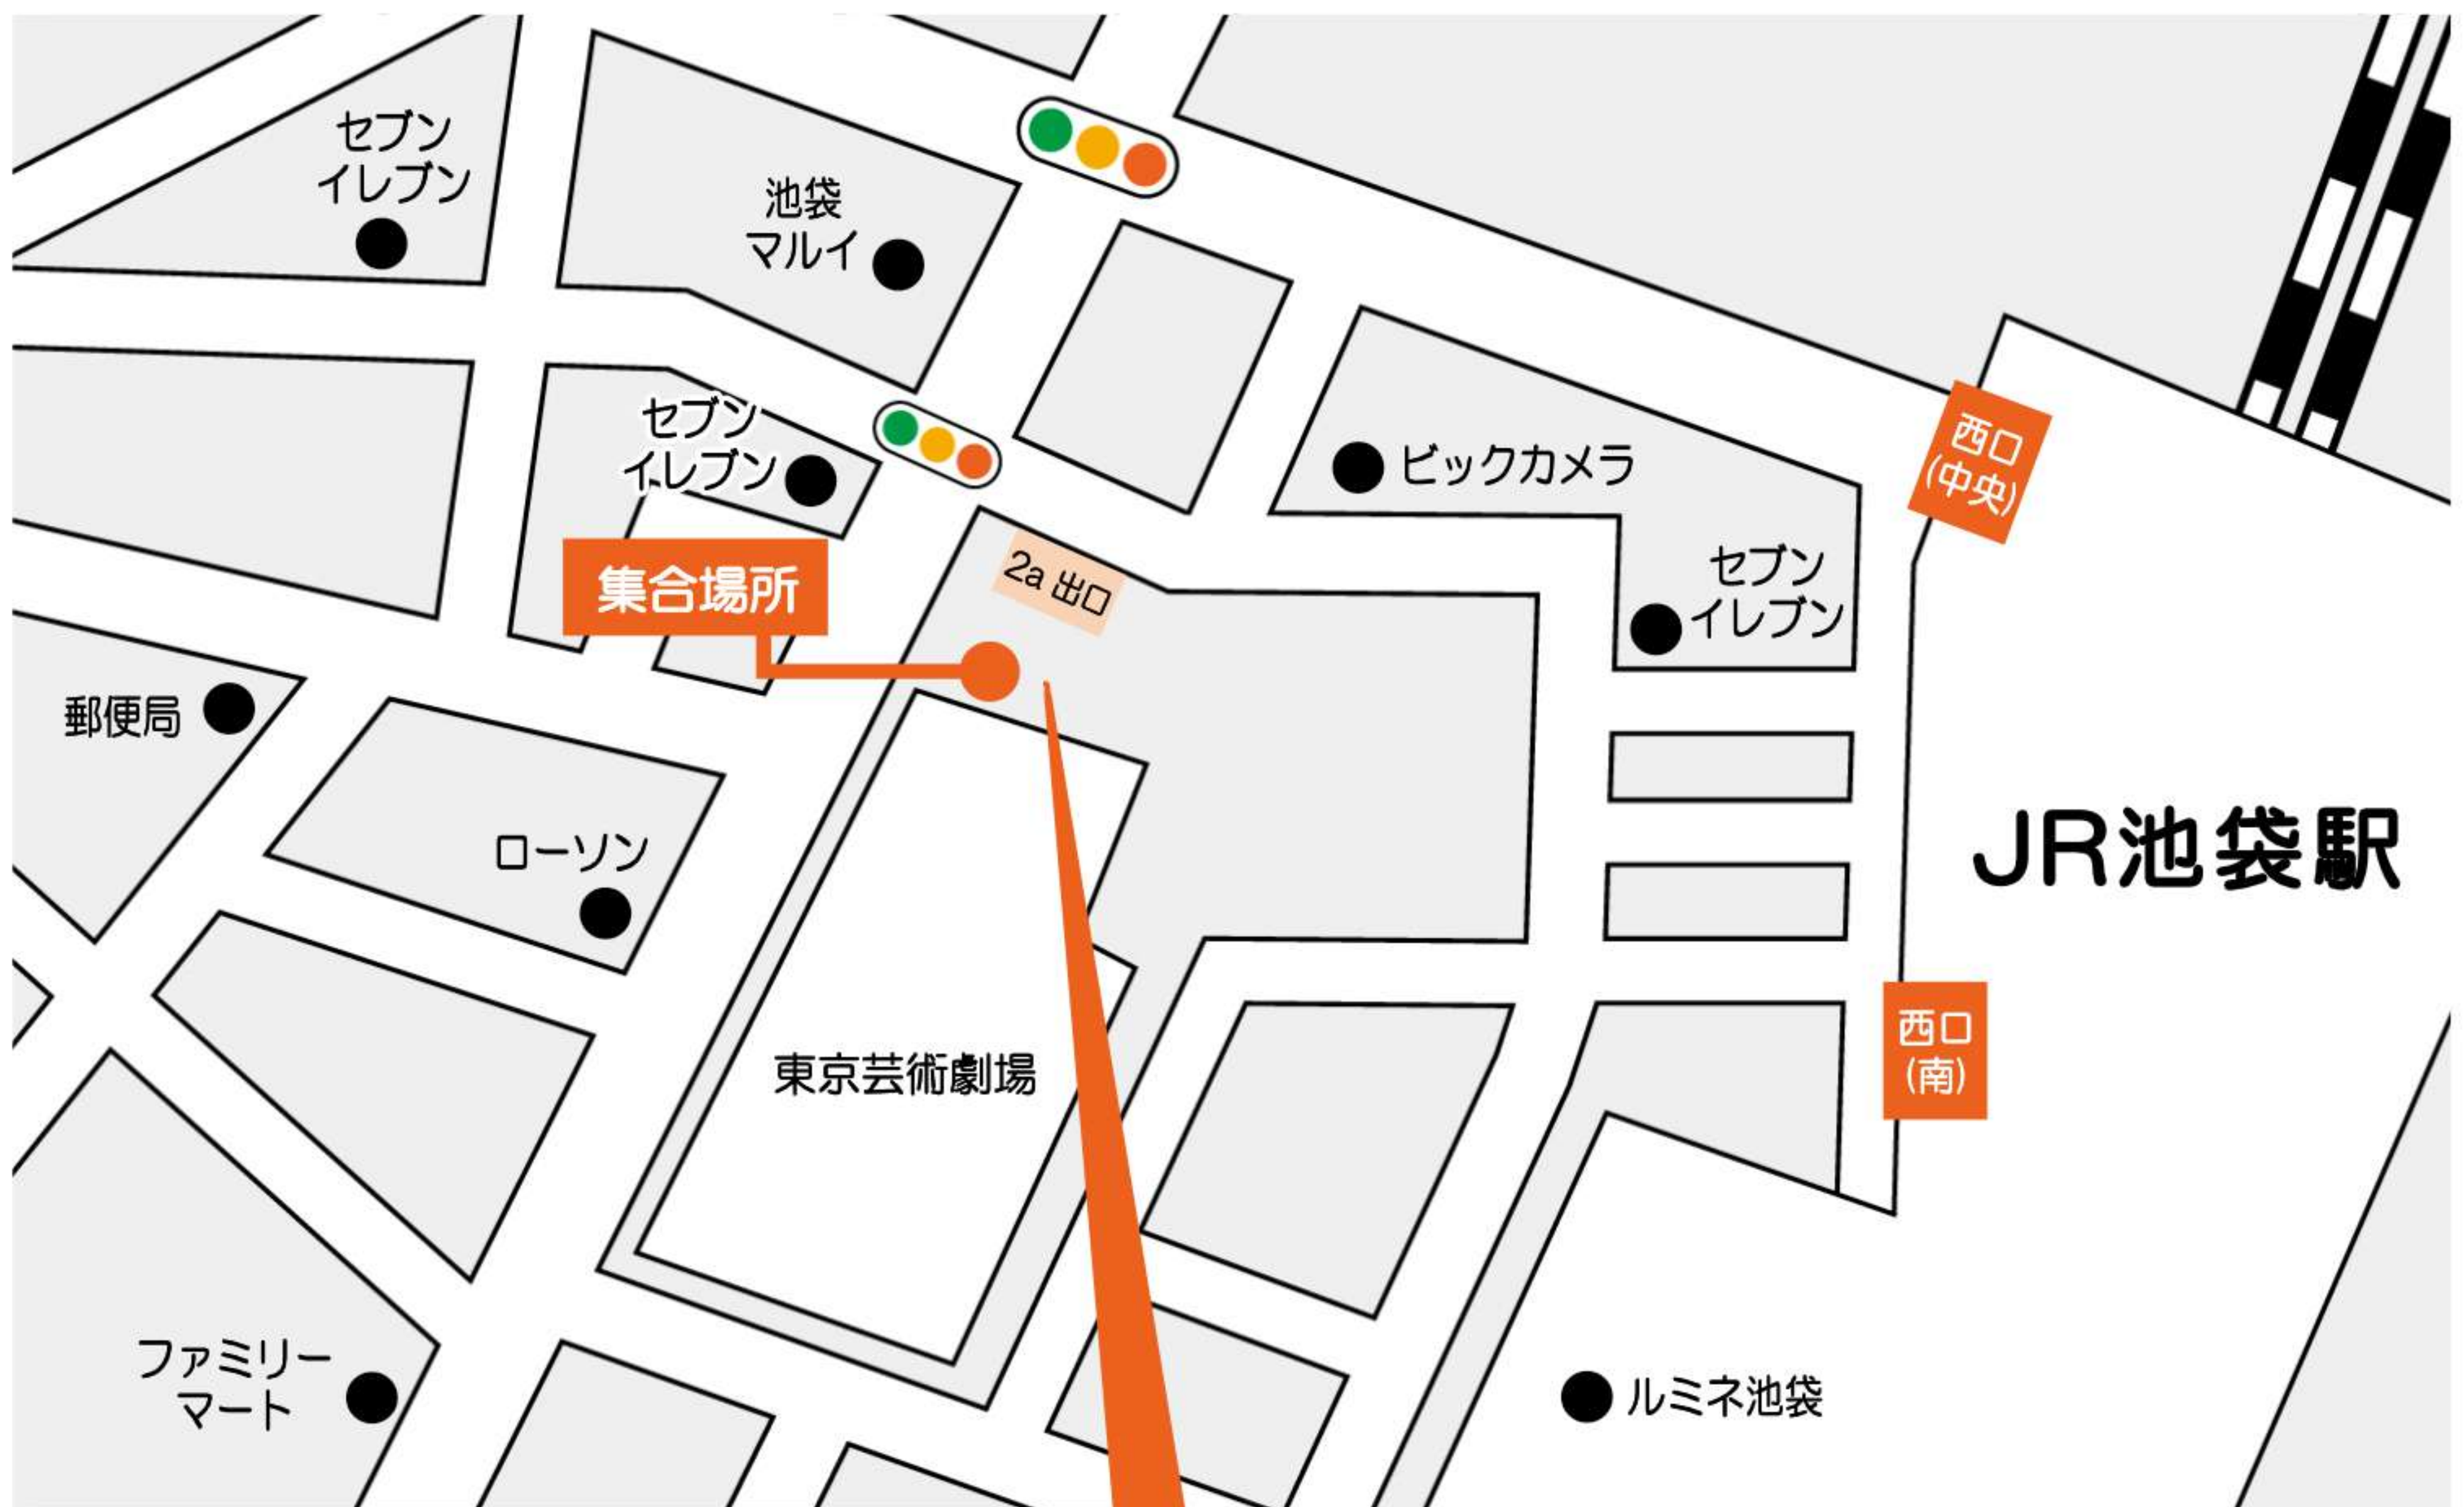 セブン
イレブン
池袋
マルイ
セブン
イレブン
ビックカメラ
西口
(中央)
セブン
イレブン
2a 出口
集合場所
郵便局
ローソン
JR池袋駅
東京芸術劇場
西口
(南)
ファミリー
マート
ルミネ池袋